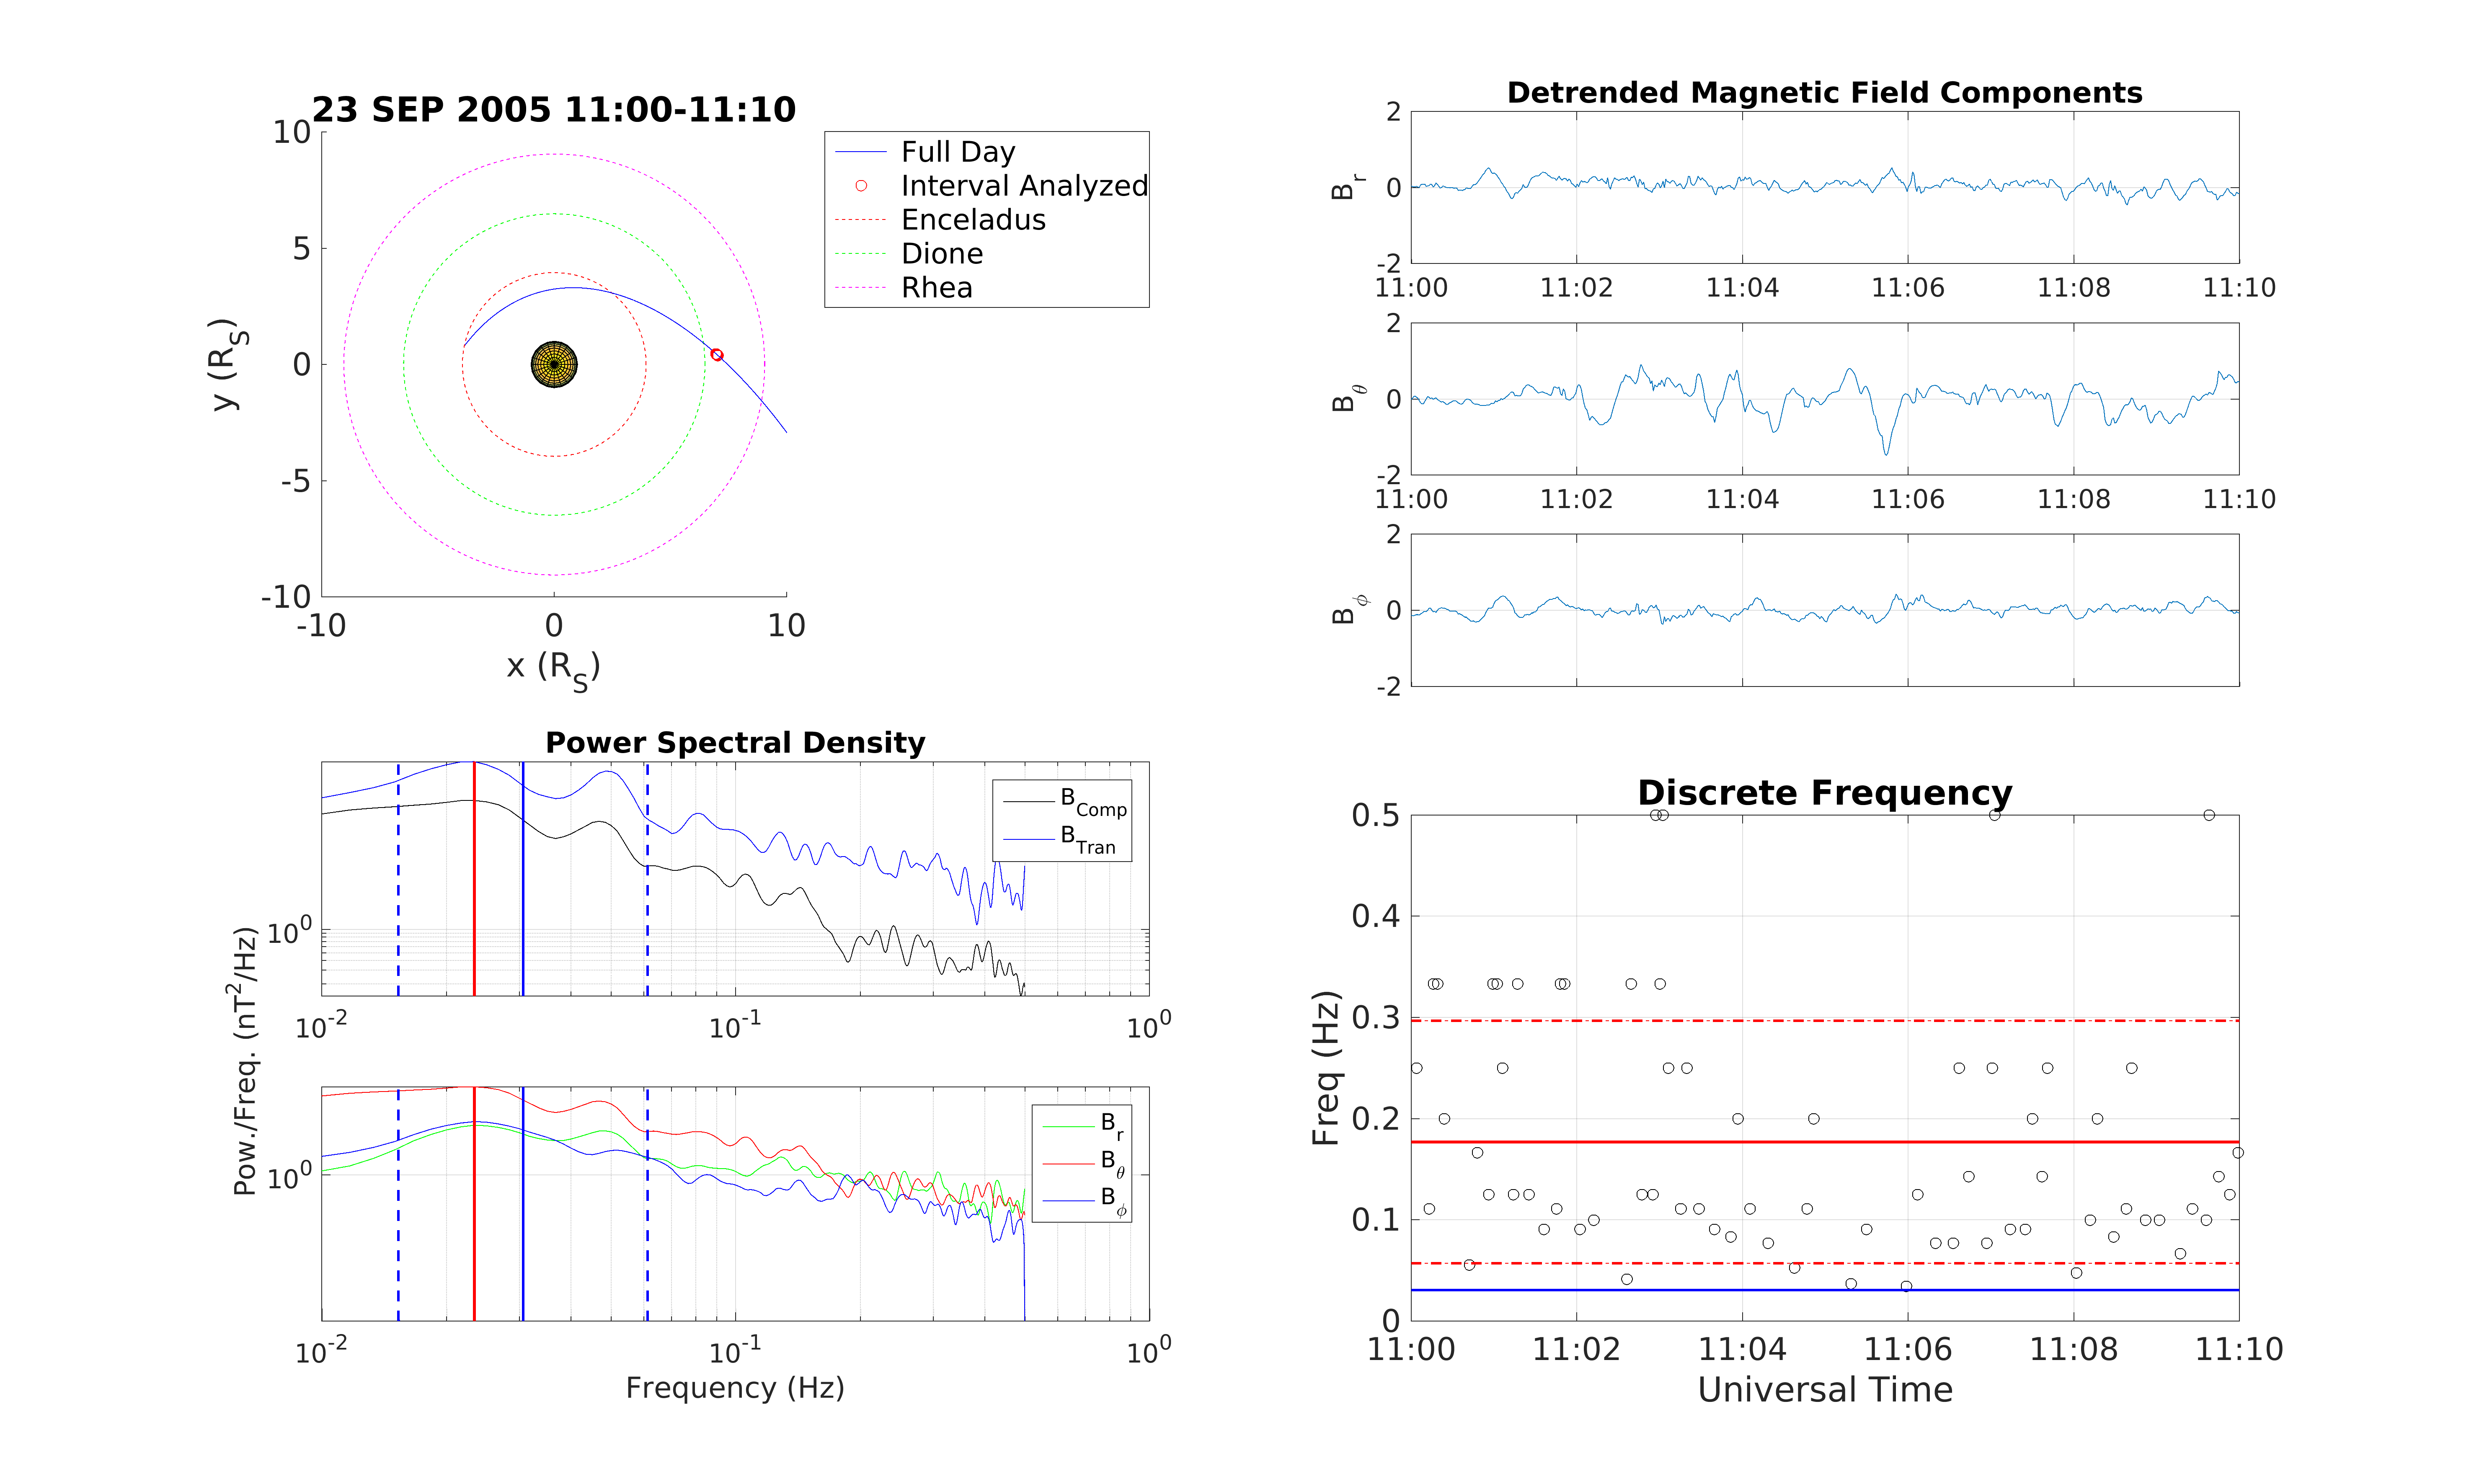 23 SEP 2005 11:00-11:10
10
5
0
-5
-10
-10
0
10
y (R_S)
x (R_S)
Full Day
Interval Analyzed
Enceladus
Dione
Rhea
Detrended Magnetic Field Components
2
0
-2
B_r
11:00
11:02
11:04
11:06
11:08
11:10
2
0
-2
B_θ
11:00
11:02
11:04
11:06
11:08
11:10
2
0
-2
B_ϕ
Power Spectral Density
10^0
10^-2
10^-1
10^0
B_Comp
B_Tran
Pow./Freq. (nT^2/Hz)
10^0
10^-2
10^-1
10^0
B_r
B_θ
B_ϕ
Frequency (Hz)
Discrete Frequency
0.5
0.4
0.3
0.2
0.1
0
Freq (Hz)
11:00
11:02
11:04
11:06
11:08
11:10
Universal Time